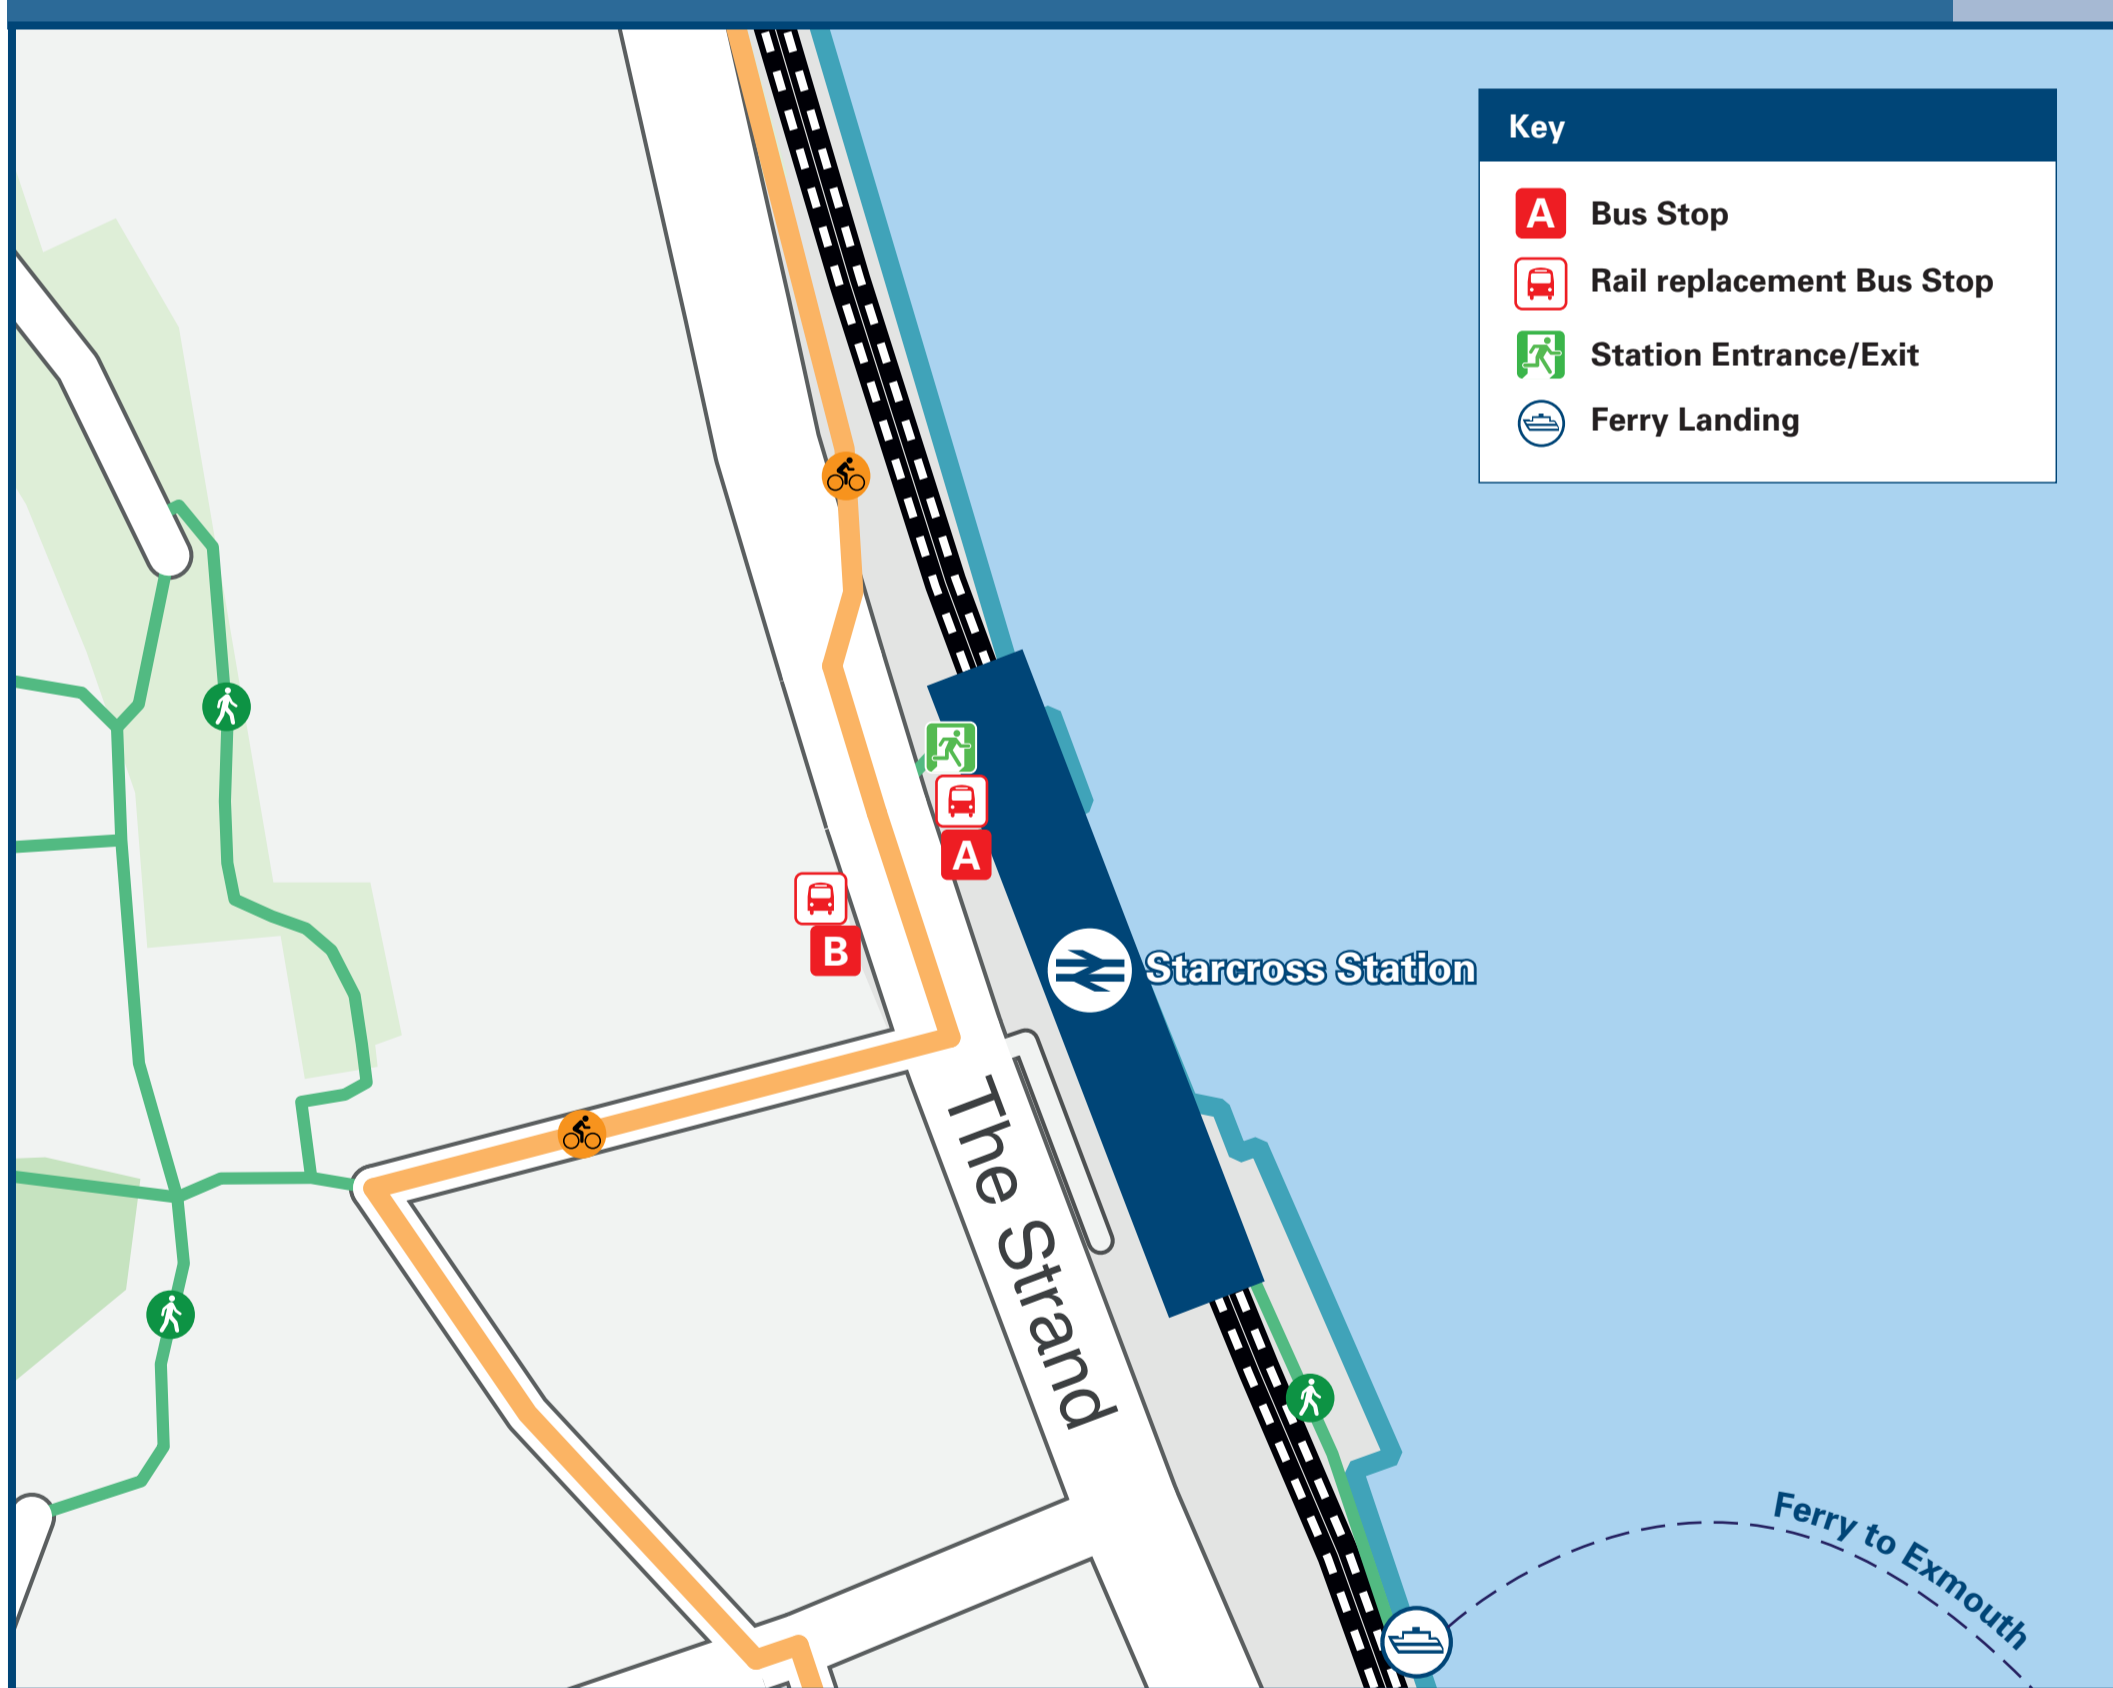 Key
A Bus Stop
Rail replacement Bus Stop
Station Entrance/Exit
Ferry Landing
A
B
Starcross Station
The Strand
Ferry to Exmouth